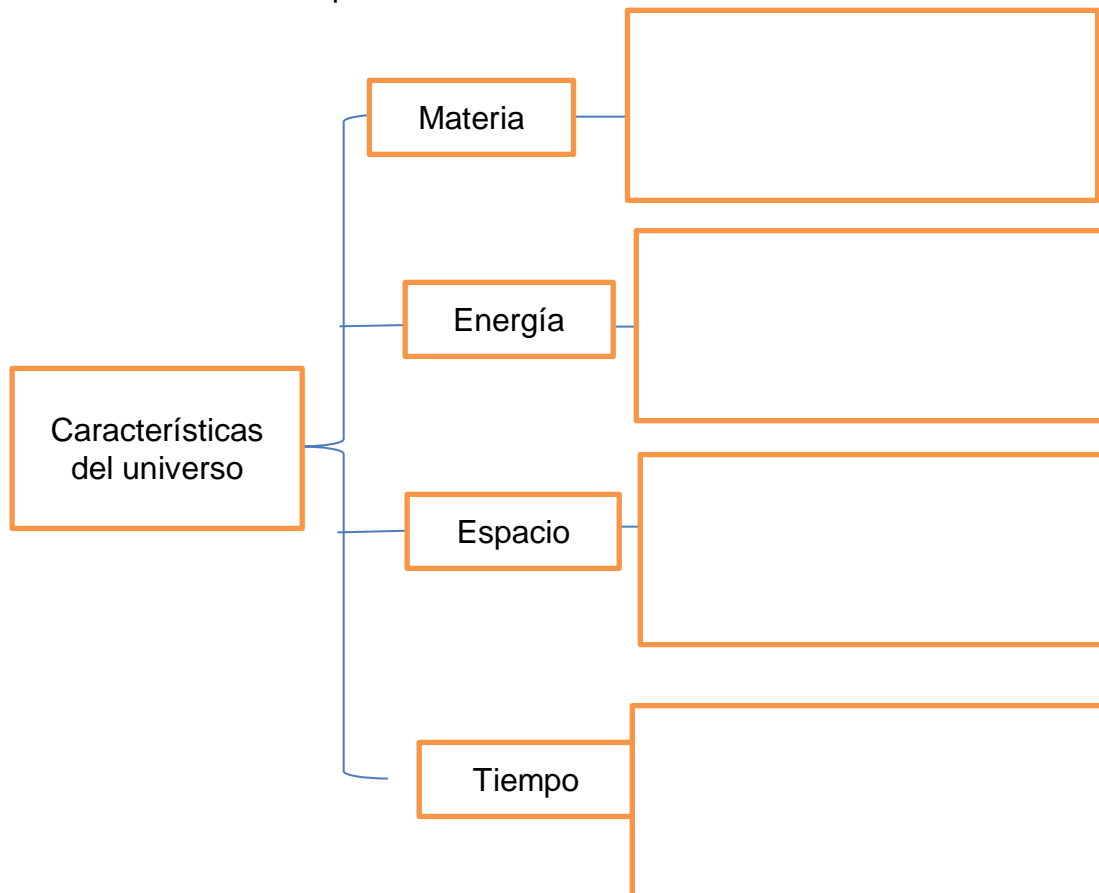 Materia
Energía
Características
del universo
Espacio
Tiempo